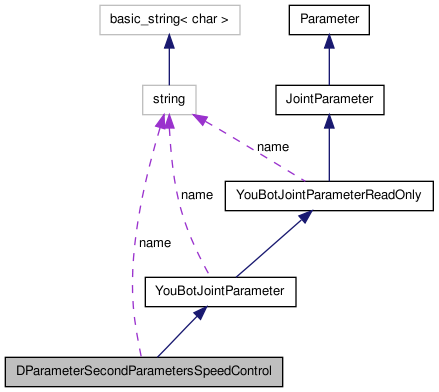 basic_string< char >
Parameter
string
JointParameter
name
YouBotJointParameterReadOnly
name
name
YouBotJointParameter
DParameterSecondParametersSpeedControl